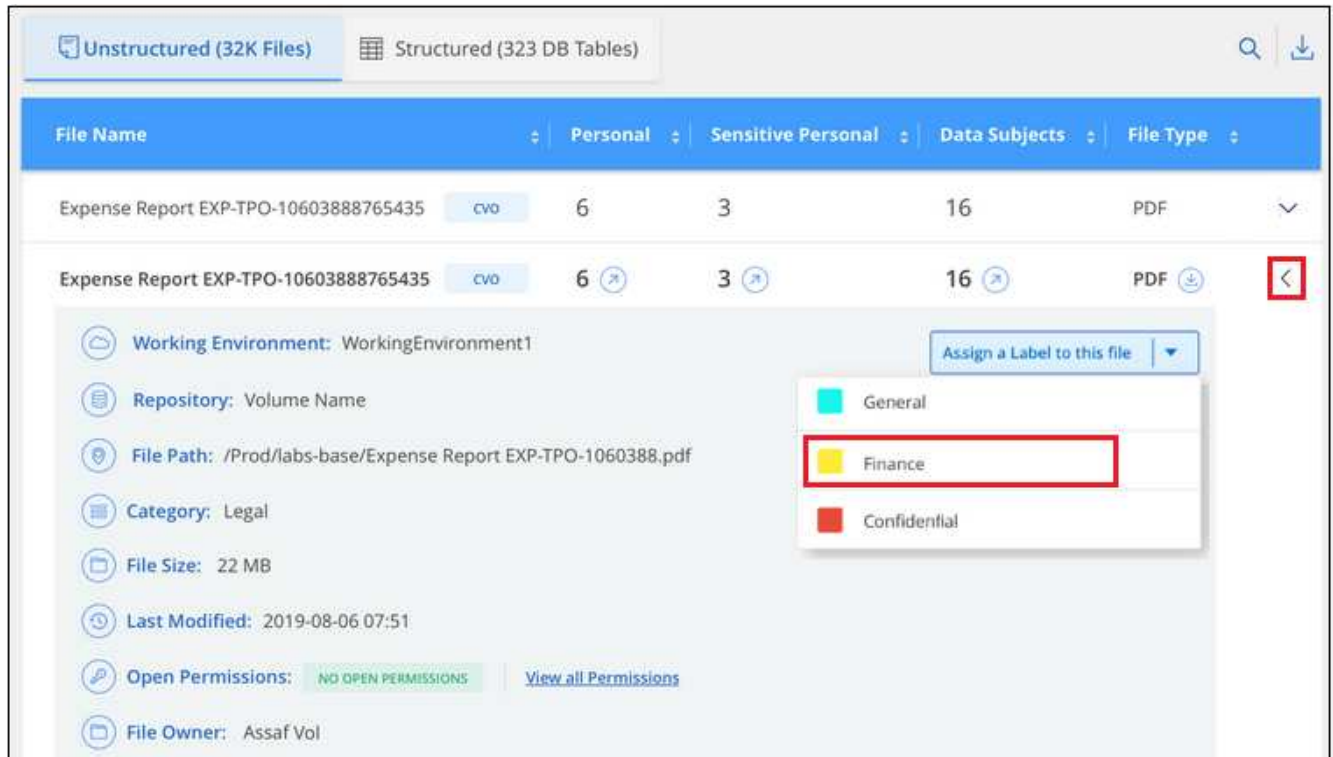 Unstructured (32K Files) Structured (323 DB Tables)
File Name Personal Sensitive Personal Data Subjects File Type
Expense Report EXP-TPO-10603888765435 CVO 6 3 16 PDF
Expense Report EXP-TPO-10603888765435 CVO 6 3 16 PDF
Working Environment: WorkingEnvironment1 Assign a Label to this file
Repository: Volume Name General
File Path: /Prod/labs-base/Expense Report EXP-TPO-1060388.pdf Finance
Category: Legal Confidential
File Size: 22 MB
Last Modified: 2019-08-06 07:51
Open Permissions: NO OPEN PERMISSIONS View all Permissions
File Owner: Assaf Vol